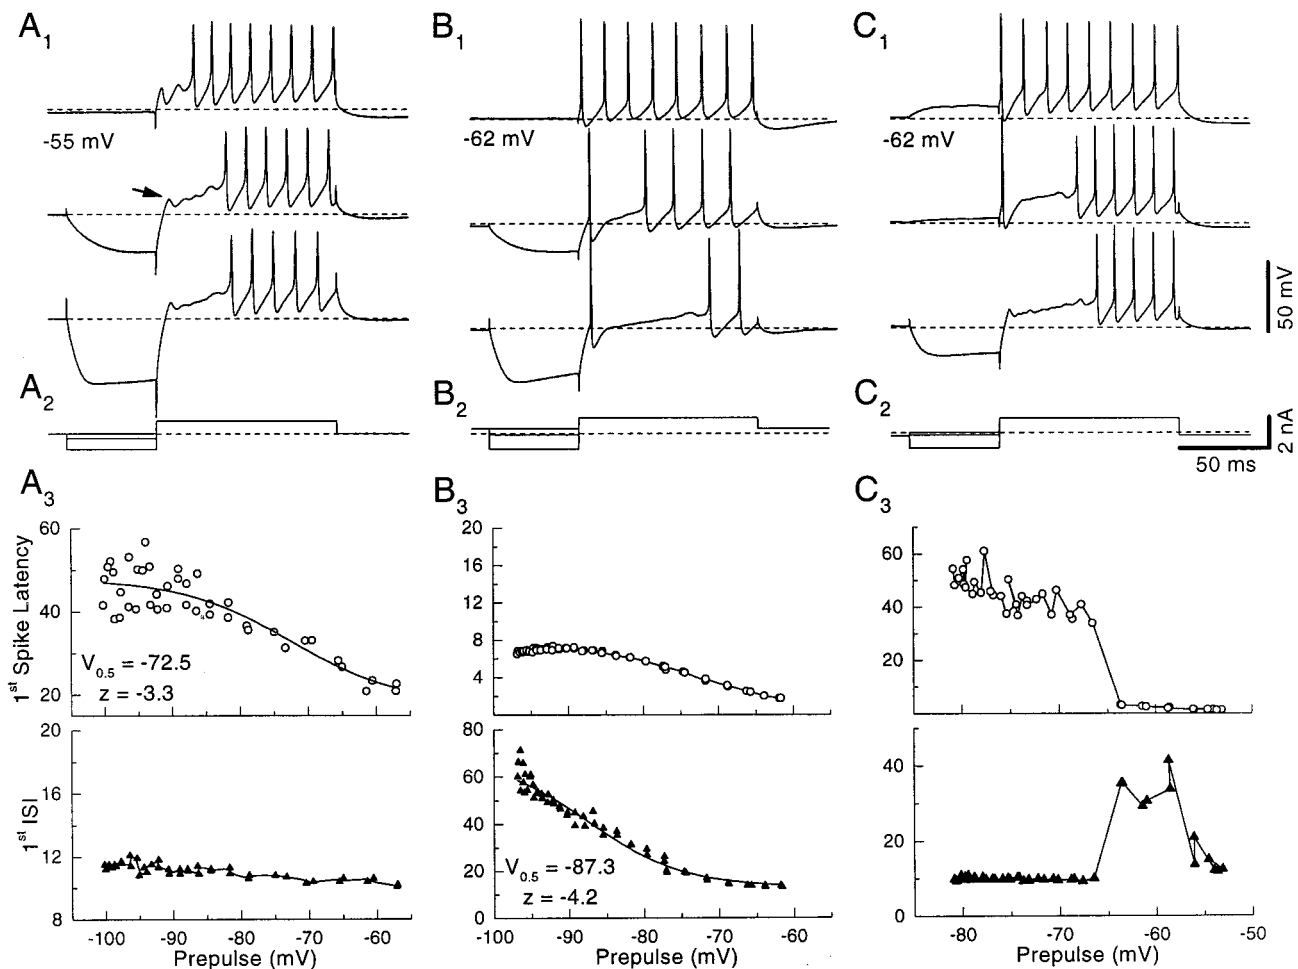 A1
B1
C1
-55 mV
-62 mV
-62 mV
50 mV
A2
B2
C2
2 nA
50 ms
A3
B3
C3
1st Spike Latency
60
40
20
V0.5 = -72.5
z = -3.3
20
16
12
8
4
60
40
20
1st ISI
20
16
12
8
80
60
40
20
0
V0.5 = -87.3
z = -4.2
40
20
0
-100 -90 -80 -70 -60
Prepulse (mV)
-100 -90 -80 -70 -60
Prepulse (mV)
-80 -70 -60 -50
Prepulse (mV)